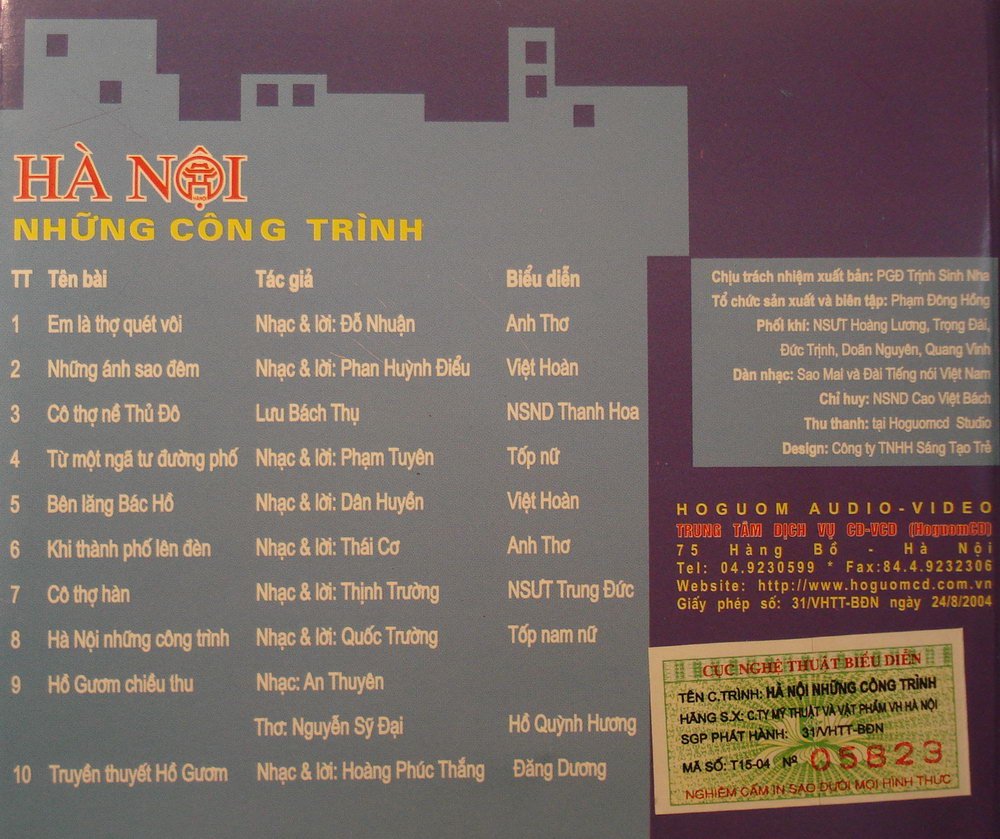 HÀ NỘI
NHỮNG CÔNG TRÌNH
TT Tên bài Tác giả Biểu diễn
1 Em là thợ quét vôi Nhạc & lời: Đỗ Nhuận Anh Thơ
2 Những ánh sao đêm Nhạc & lời: Phan Huỳnh Điểu Việt Hoàn
3 Cô thợ nề Thủ Đô Lưu Bách Thụ NSND Thanh Hoa
4 Từ một ngã tư đường phố Nhạc & lời: Phạm Tuyên Tốp nữ
5 Bên lăng Bác Hồ Nhạc & lời: Dân Huyền Việt Hoàn
6 Khi thành phố lên đèn Nhạc & lời: Thái Cơ Anh Thơ
7 Cô thợ hàn Nhạc & lời: Thịnh Trường NSƯT Trung Đức
8 Hà Nội những công trình Nhạc & lời: Quốc Trường Tốp nam nữ
9 Hồ Gươm chiều thu Nhạc: An Thuyên
Thơ: Nguyễn Sỹ Đại Hồ Quỳnh Hương
10 Truyền thuyết Hồ Gươm Nhạc & lời: Hoàng Phúc Thắng Đăng Dương
Chịu trách nhiệm xuất bản: PGĐ Trịnh Sinh Nha
Tổ chức sản xuất và biên tập: Phạm Đông Hồng
Phối khí: NSƯT Hoàng Lương, Trọng Đài,
Đức Trịnh, Doãn Nguyên, Quang Vinh
Dàn nhạc: Sao Mai và Đài Tiếng nói Việt Nam
Chỉ huy: NSND Cao Việt Bách
Thu thanh: tại Hoguomcd Studio
Design: Công ty TNHH Sáng Tạo Trẻ
HOGUOM AUDIO-VIDEO
TRUNG TÂM DỊCH VỤ CD-VCD (HoguomCD)
75 Hàng Bồ - Hà Nội
Tel: 04.9230599 * Fax:84.4.9232306
Website: http://www.hoguomcd.com.vn
Giấy phép số: 31/VHTT-BĐN ngày 24/8/2004
CỤC NGHỆ THUẬT BIỂU DIỄN
TÊN C.TRÌNH: HÀ NỘI NHỮNG CÔNG TRÌNH
HÃNG S.X: C.TY MỸ THUẬT VÀ VẬT PHẨM VH HÀ NỘI
SGP PHÁT HÀNH: 31/VHTT-BĐN
MÃ SỐ: T15-04 Nº 05823
NGHIÊM CẤM IN SAO DƯỚI MỌI HÌNH THỨC